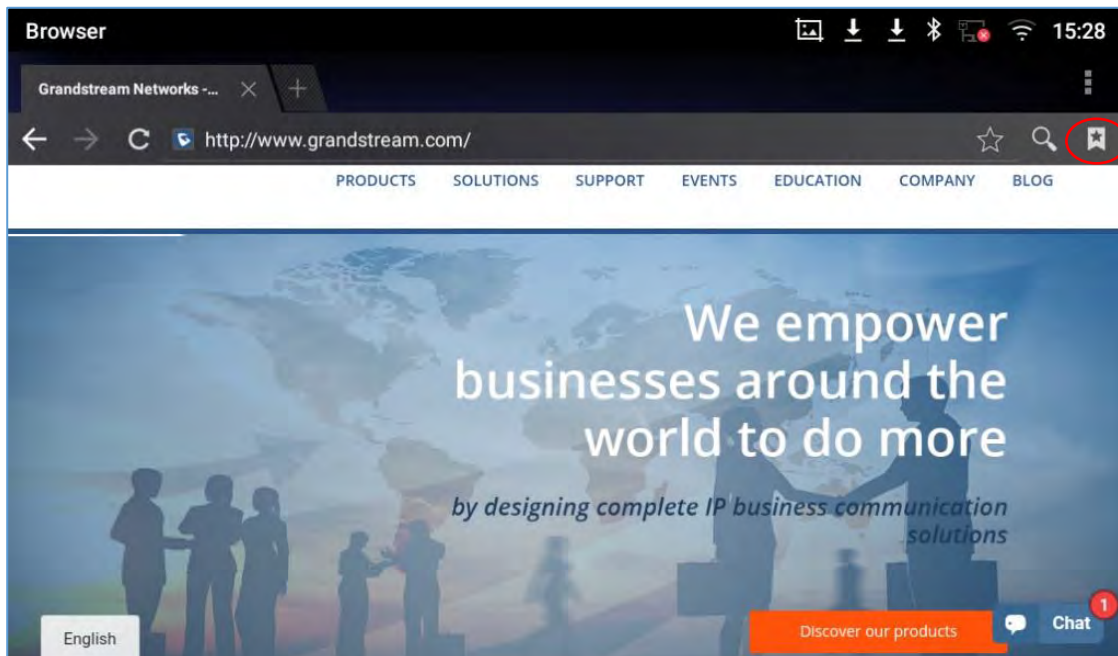 Browser
15:28
Grandstream Networks -...
http://www.grandstream.com/
PRODUCTS SOLUTIONS SUPPORT EVENTS EDUCATION COMPANY BLOG
We empower
businesses around the
world to do more
by designing complete IP business communication
solutions
English
Discover our products
Chat
1